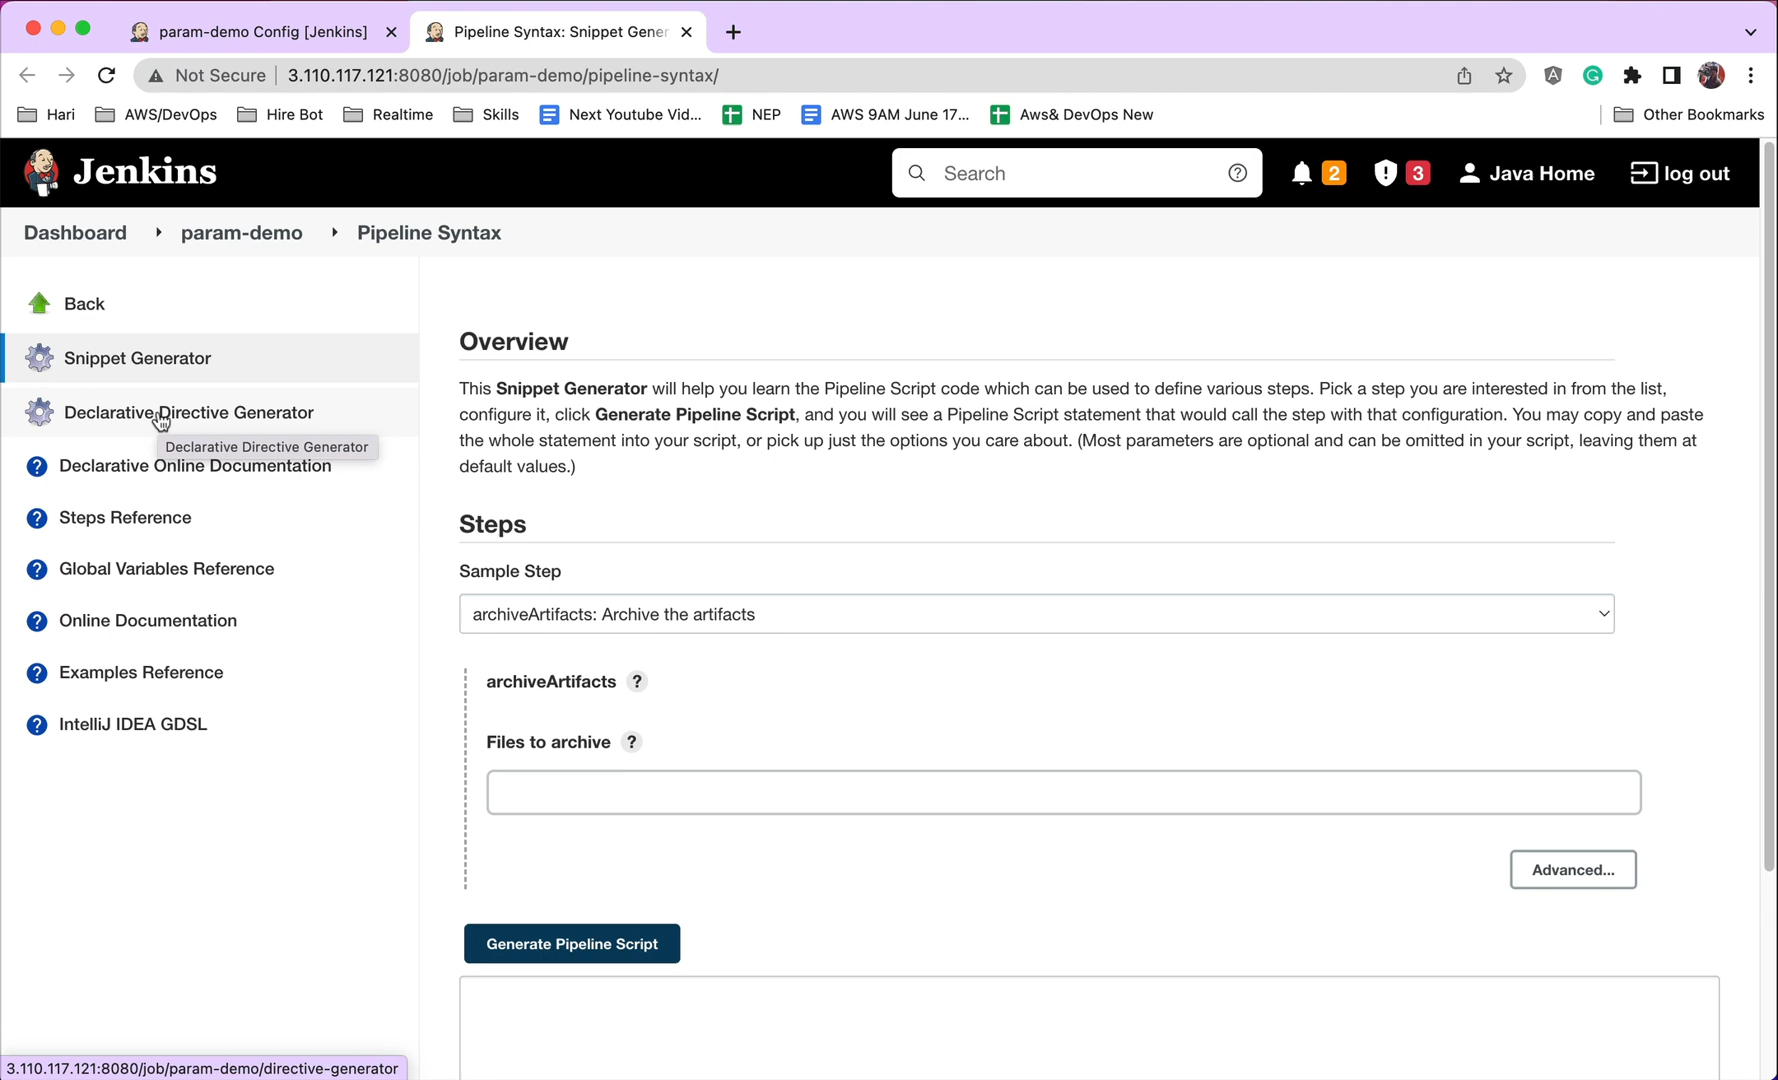 param-demo Config [Jenkins]
Pipeline Syntax: Snippet Gener
Not Secure
3.110.117.121:8080/job/param-demo/pipeline-syntax/
Hari
AWS/DevOps
Hire Bot
Realtime
Skills
Next Youtube Vid...
NEP
AWS 9AM June 17...
Aws& DevOps New
Other Bookmarks
Jenkins
Search
2
3
Java Home
log out
Dashboard
param-demo
Pipeline Syntax
Back
Snippet Generator
Declarative Directive Generator
Declarative Directive Generator
Declarative Online Documentation
Steps Reference
Global Variables Reference
Online Documentation
Examples Reference
IntelliJ IDEA GDSL
Overview
This Snippet Generator will help you learn the Pipeline Script code which can be used to define various steps. Pick a step you are interested in from the list,
configure it, click Generate Pipeline Script, and you will see a Pipeline Script statement that would call the step with that configuration. You may copy and paste
the whole statement into your script, or pick up just the options you care about. (Most parameters are optional and can be omitted in your script, leaving them at
default values.)
Steps
Sample Step
archiveArtifacts: Archive the artifacts
archiveArtifacts ?
Files to archive ?
Advanced...
Generate Pipeline Script
3.110.117.121:8080/job/param-demo/directive-generator